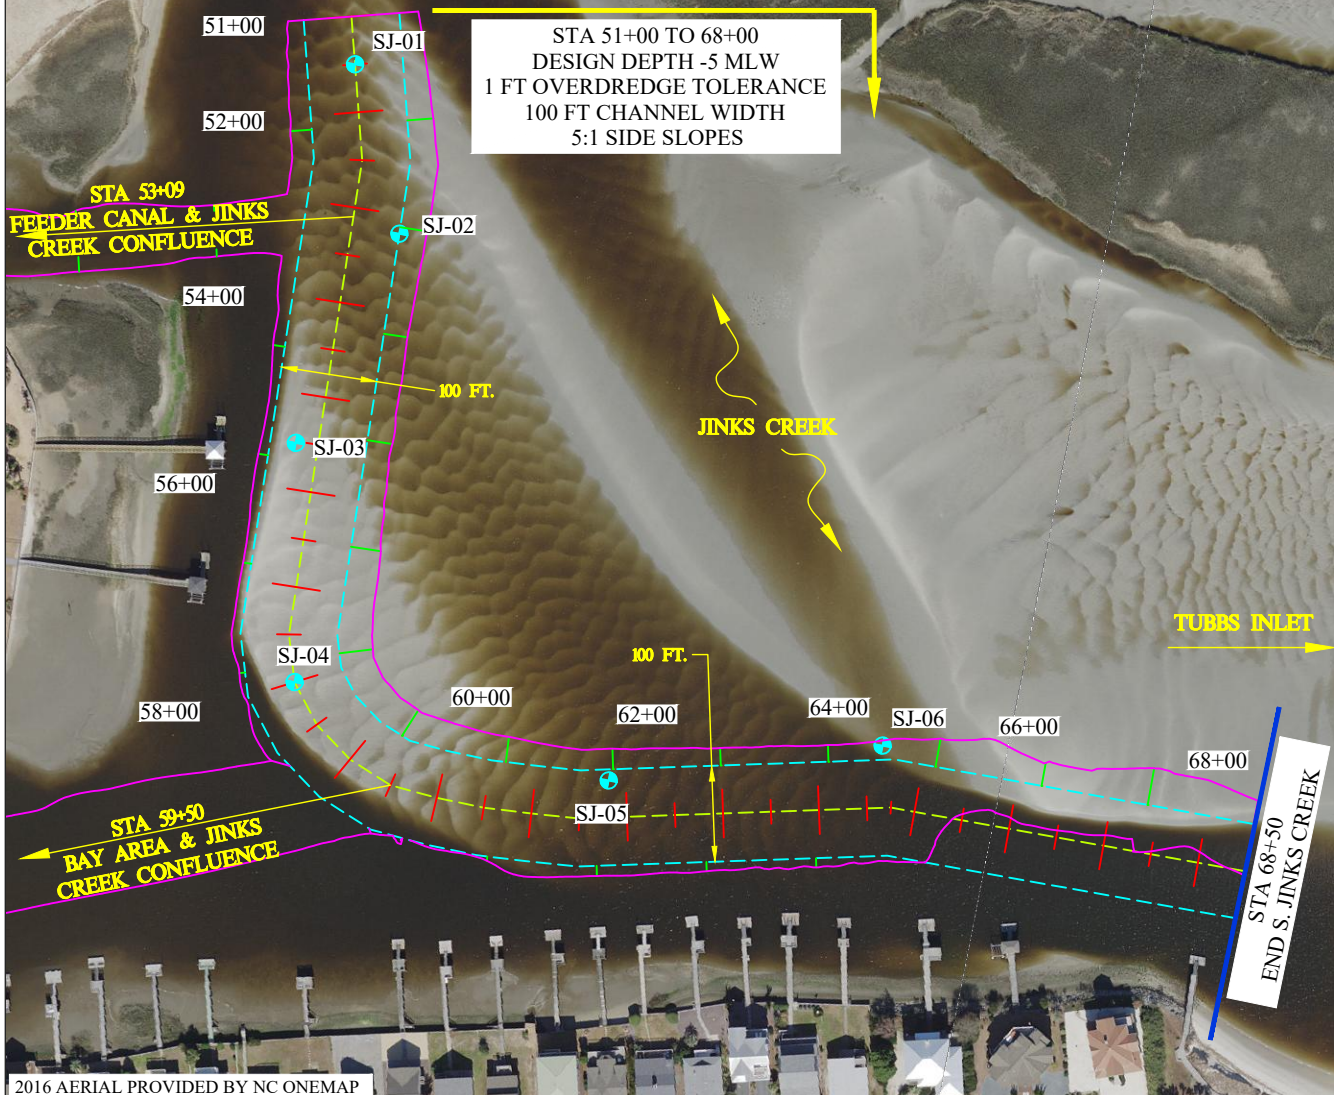 51+00
SJ-01
STA 51+00 TO 68+00
DESIGN DEPTH -5 MLW
1 FT OVERDREDGE TOLERANCE
100 FT CHANNEL WIDTH
5:1 SIDE SLOPES
52+00
STA 53+09
FEEDER CANAL & JINKS
CREEK CONFLUENCE
SJ-02
54+00
100 FT.
JINKS CREEK
SJ-03
56+00
TUBBS INLET
SJ-04
100 FT.
58+00
60+00
62+00
64+00
SJ-06
66+00
68+00
SJ-05
STA 59+50
BAY AREA & JINKS
CREEK CONFLUENCE
STA 68+50
END S. JINKS CREEK
2016 AERIAL PROVIDED BY NC ONEMAP